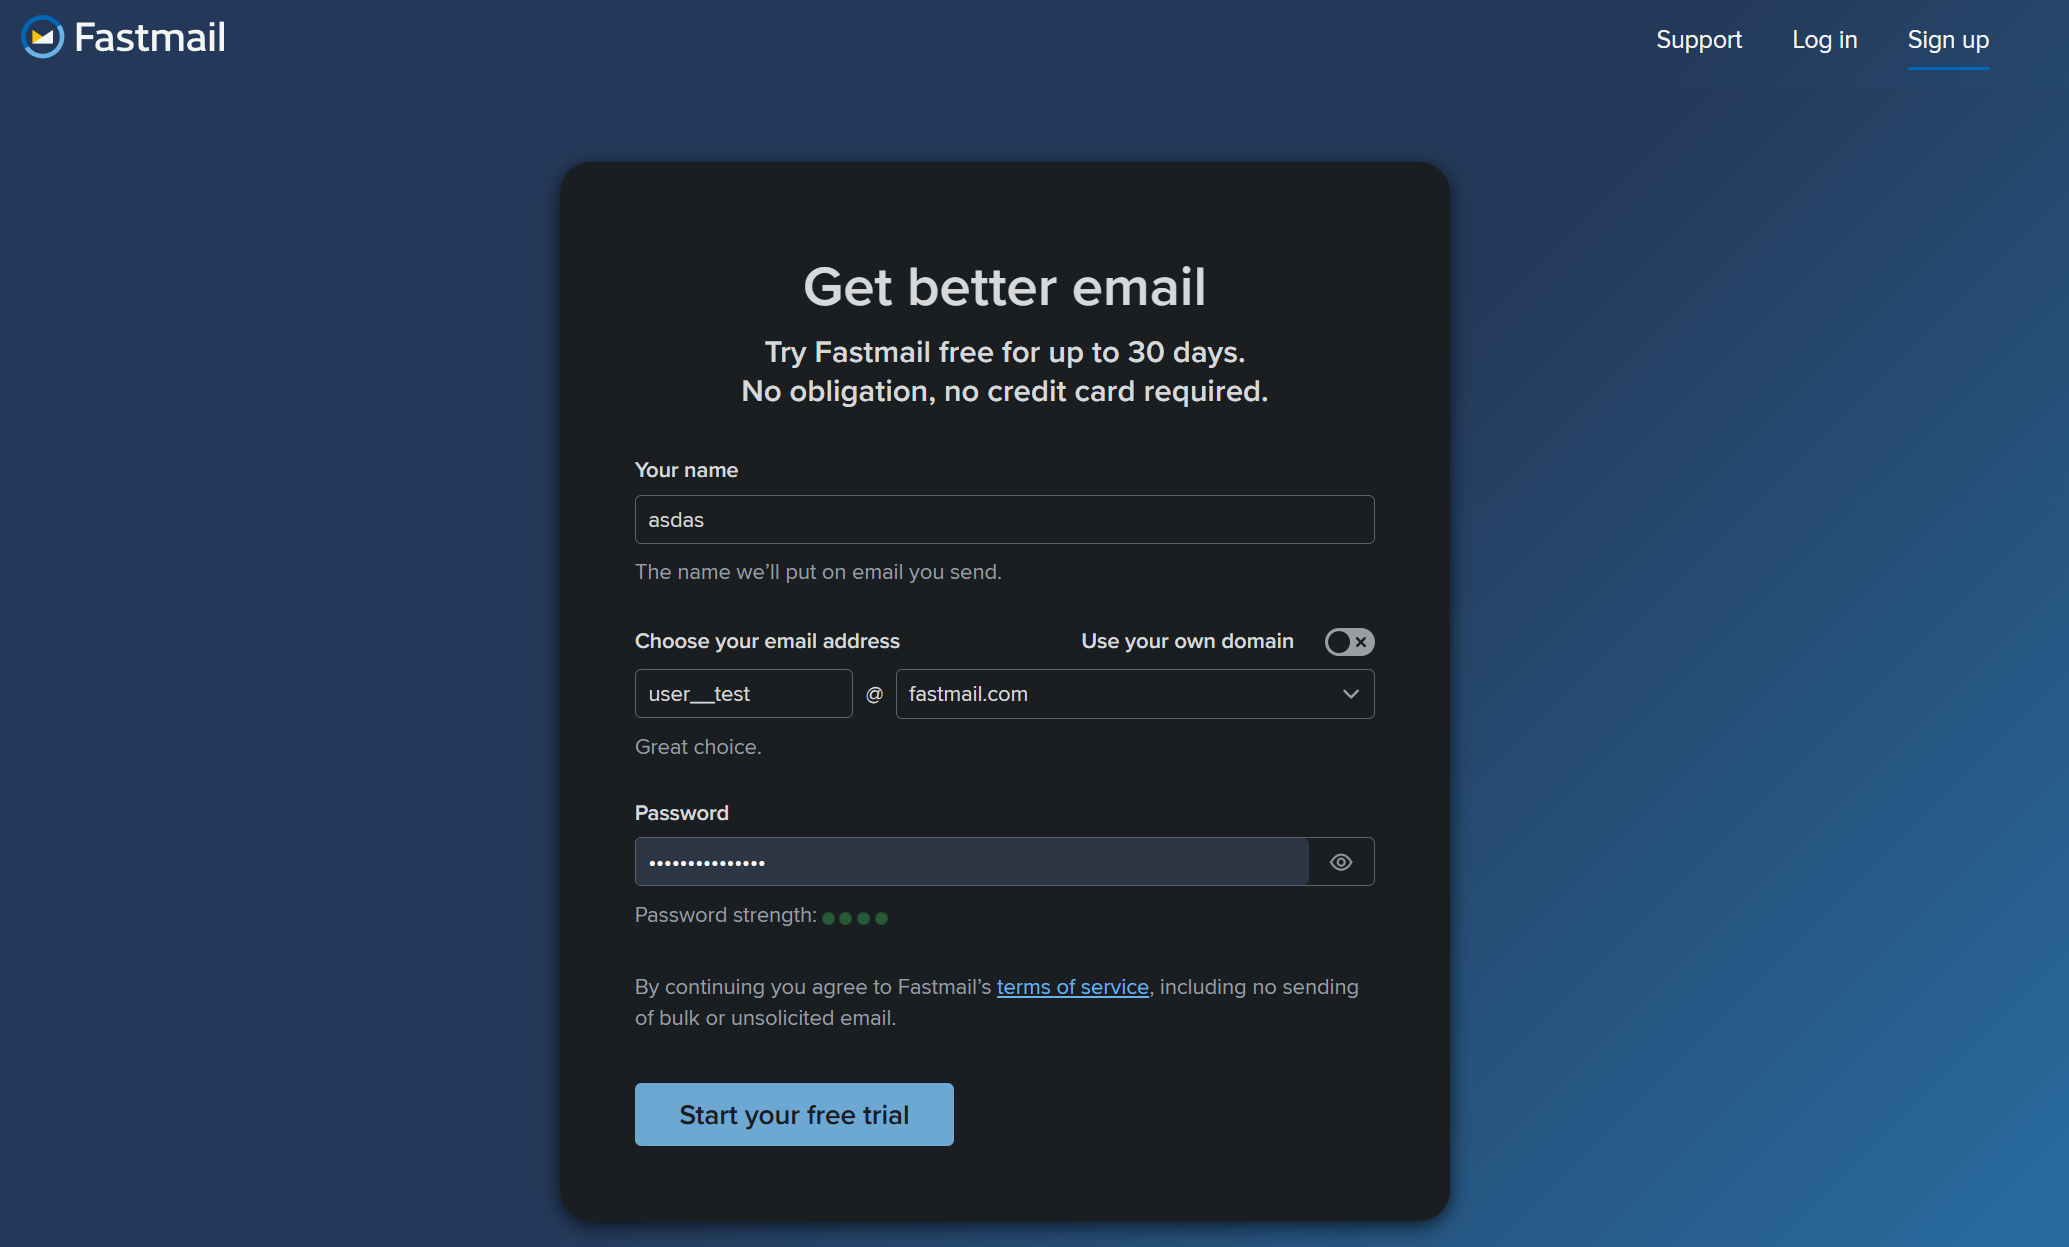 Fastmail
Support
Log in
Sign up
Get better email
Try Fastmail free for up to 30 days.
No obligation, no credit card required.
Your name
asdas
The name we’ll put on email you send.
Choose your email address
Use your own domain
user__test
@
fastmail.com
Great choice.
Password
•••••••••••••••
Password strength:
By continuing you agree to Fastmail’s terms of service, including no sending
of bulk or unsolicited email.
Start your free trial